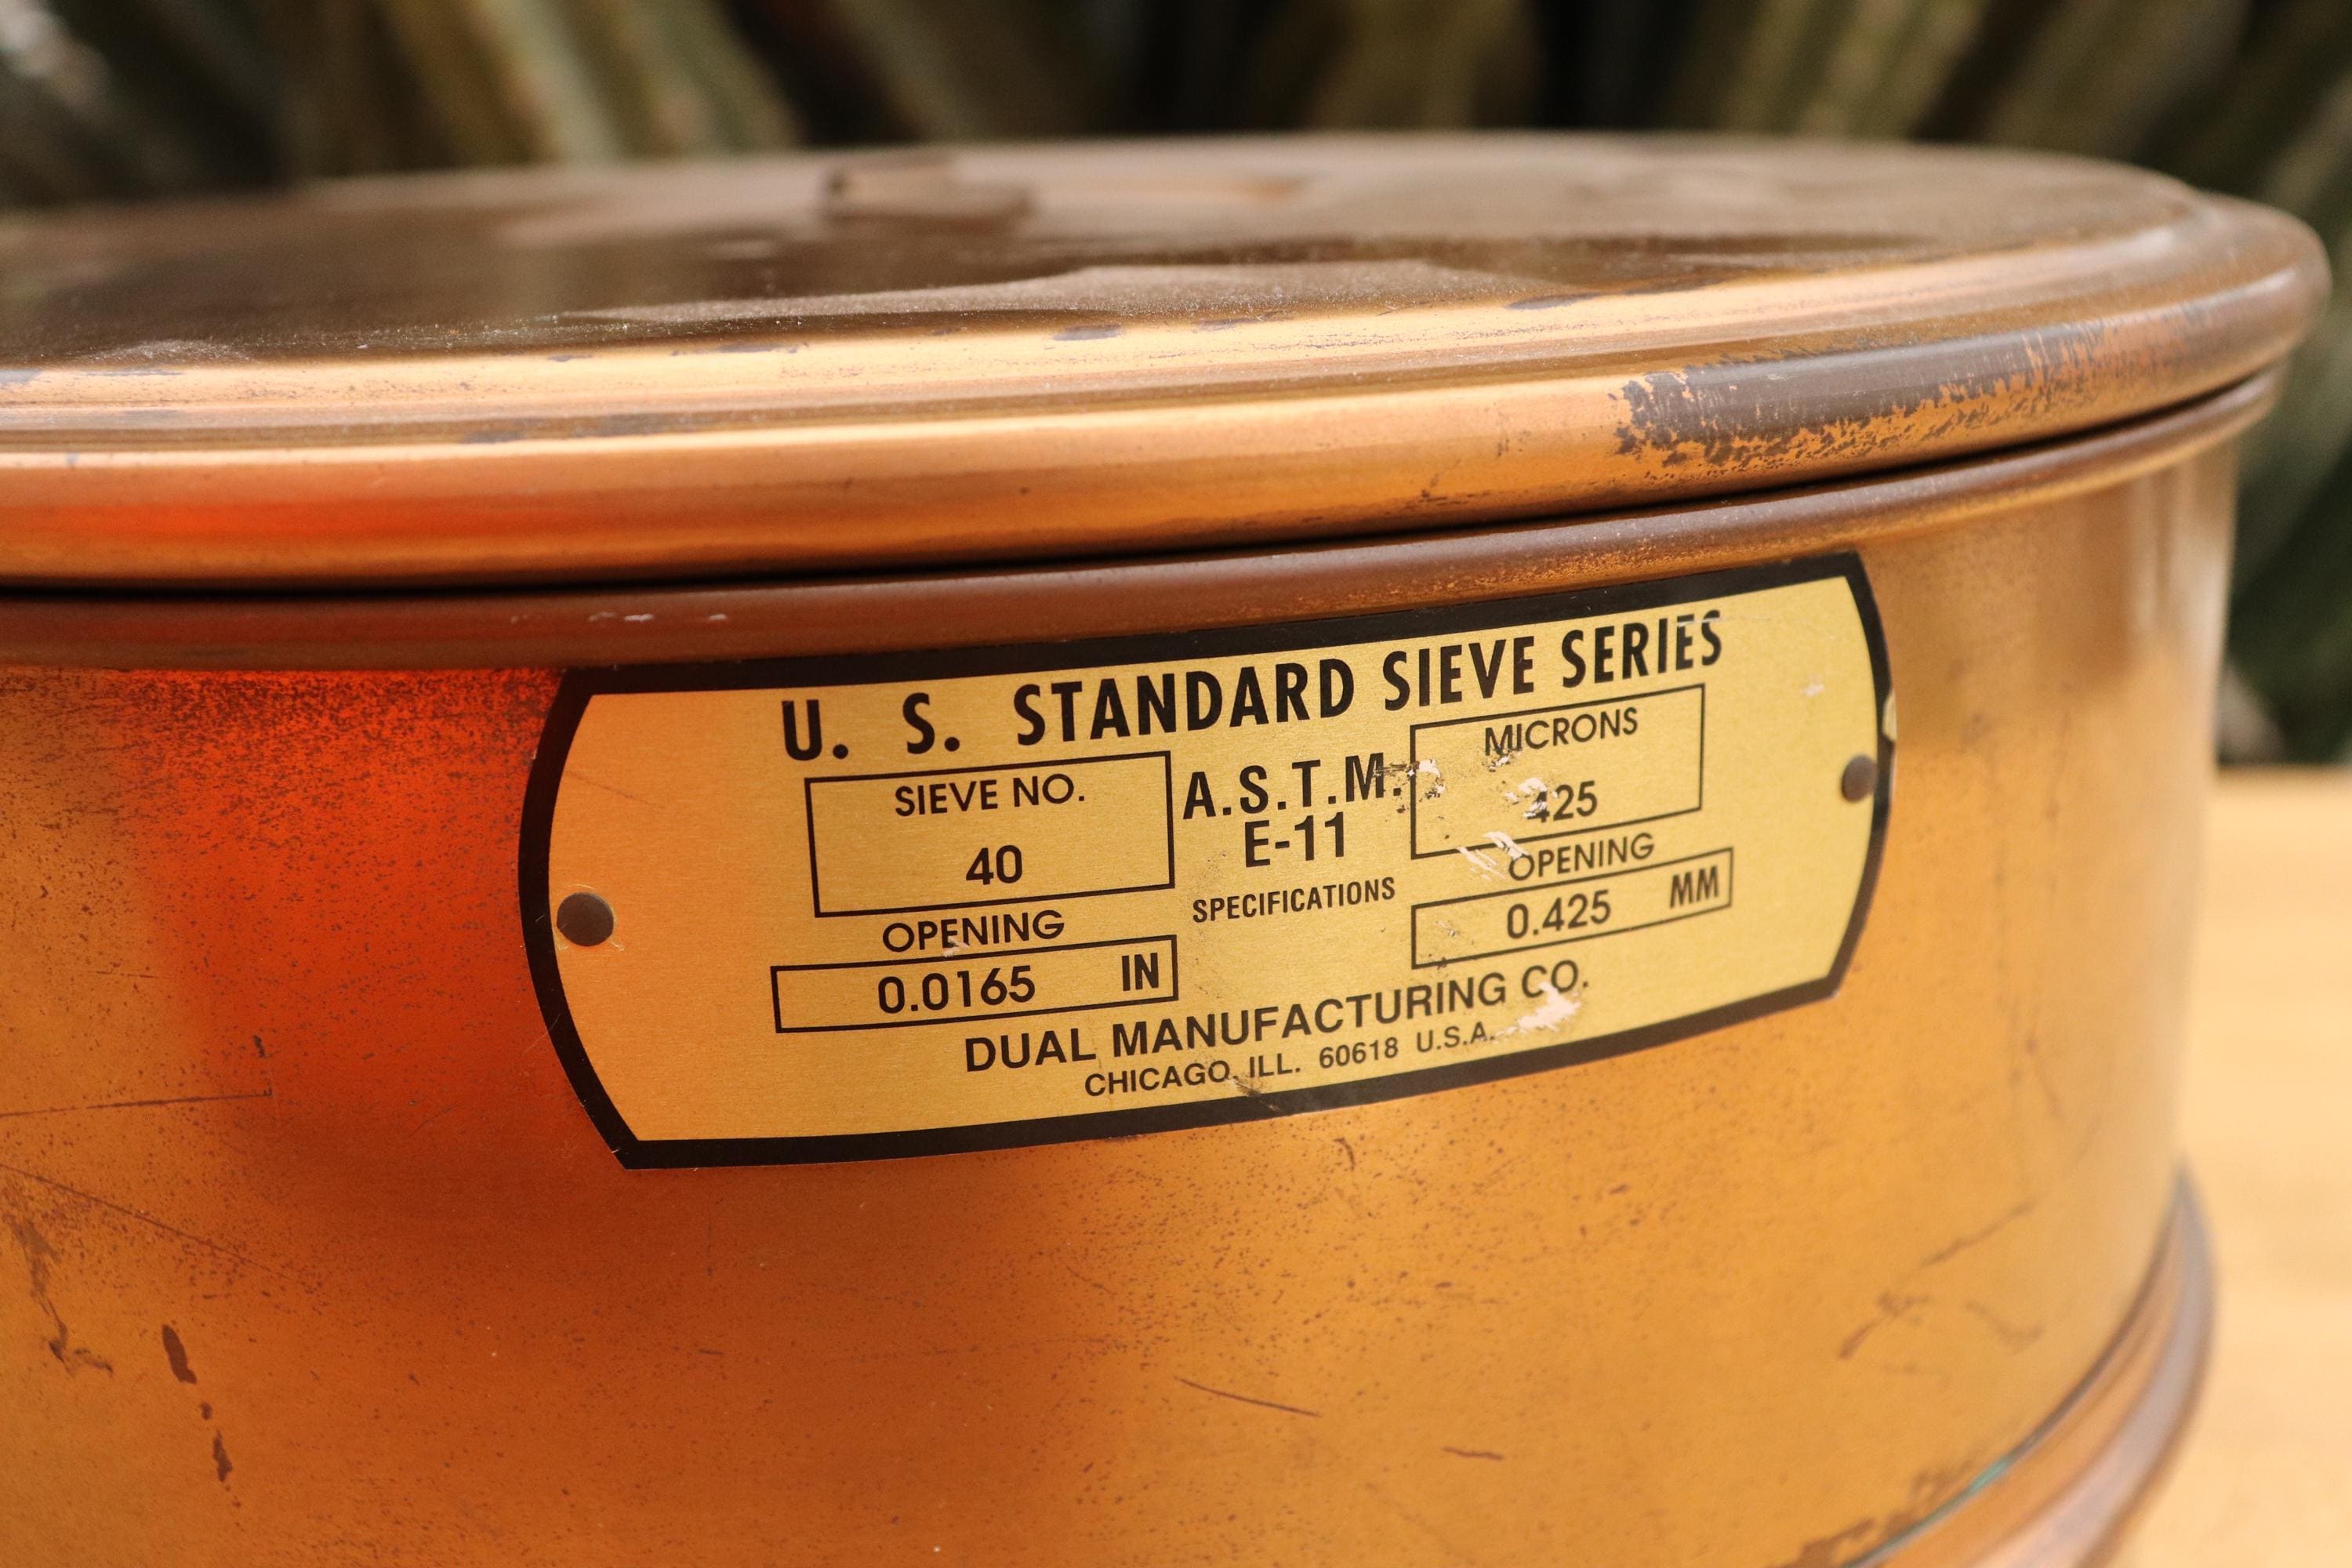 U. S. STANDARD SIEVE SERIES
SIEVE NO.
40
OPENING
0.0165 IN
A.S.T.M.
E-11
SPECIFICATIONS
MICRONS
425
OPENING
0.425 MM
DUAL MANUFACTURING CO.
CHICAGO, ILL. 60618 U.S.A.